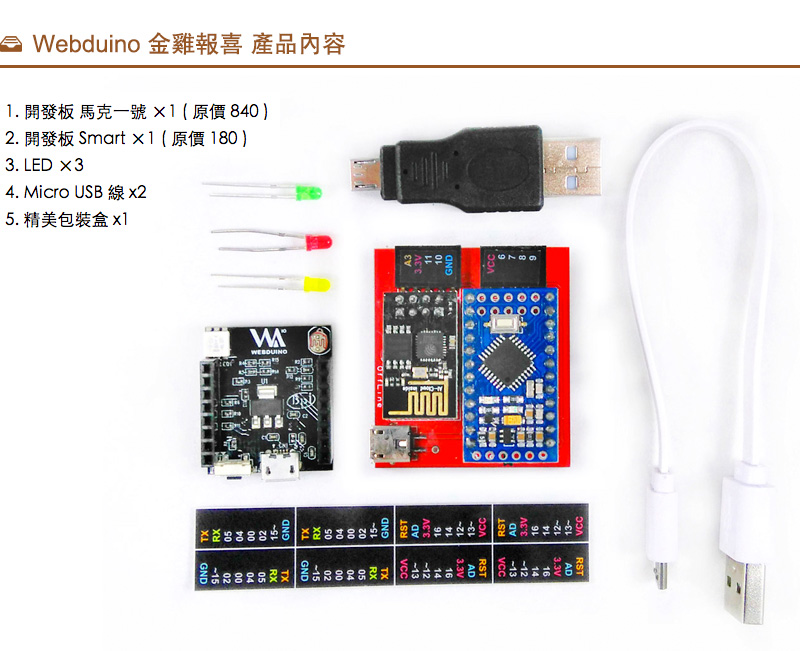 Webduino 金雞報喜 產品內容
1. 開發板 馬克一號 ×1 ( 原價 840 )
2. 開發板 Smart ×1 ( 原價 180 )
3. LED ×3
4. Micro USB 線 x2
5. 精美包裝盒 x1
A3 3.3V 11 10 GND
VCC 6 7 8 9
WEBDUINO
U1
AI-Cloud inside
TX RX 05 04 00 02 15~ GND
TX RX 05 04 00 02 15~ GND
RST AD 3.3V 16 14 12~ 13~ VCC
RST AD 3.3V 16 14 12~ 13~ VCC
GND ~15 02 00 04 05 RX TX
GND ~15 02 00 04 05 RX TX
VCC ~13 ~12 14 16 3.3V AD RST
VCC ~13 ~12 14 16 3.3V AD RST